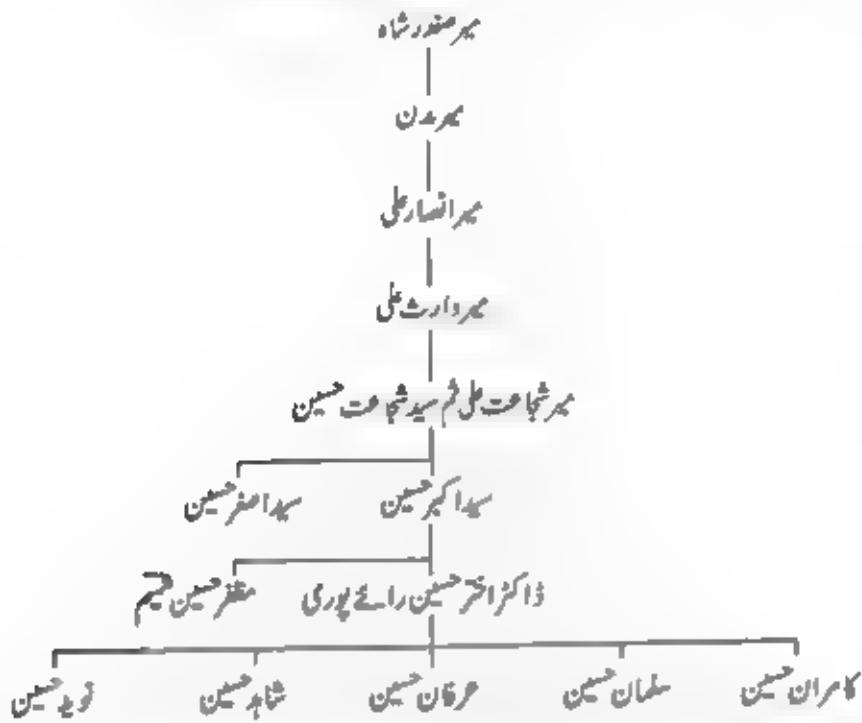 میر صفدر شاہ
میر مدن
میر انصار علی
میر وارث علی
میر شجاعت علی ثم سید شجاعت حسین
سید اکبر حسین سید اصغر حسین
ڈاکٹر اختر حسین رائے پوری مظفر حسین شمیم
کامران حسین سلمان حسین عرفان حسین شاہد حسین نوید حسین